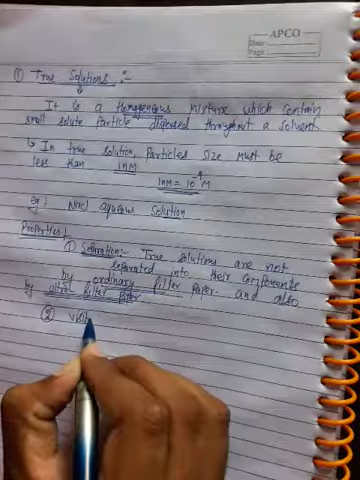 APCO
Date:
Page:
① True Solutions :-
It is a Homogeneous mixture which contain
small solute particle disposed throughout a solvent
↳ In true solution, particles size must be
less than 1nM
1nM = 10⁻⁹ M
eg) Nacl aqueous solution
Properties!
① Separation:- True solutions are not
separated into their components
by ordinary filter paper and also
by ultra filter paper
②